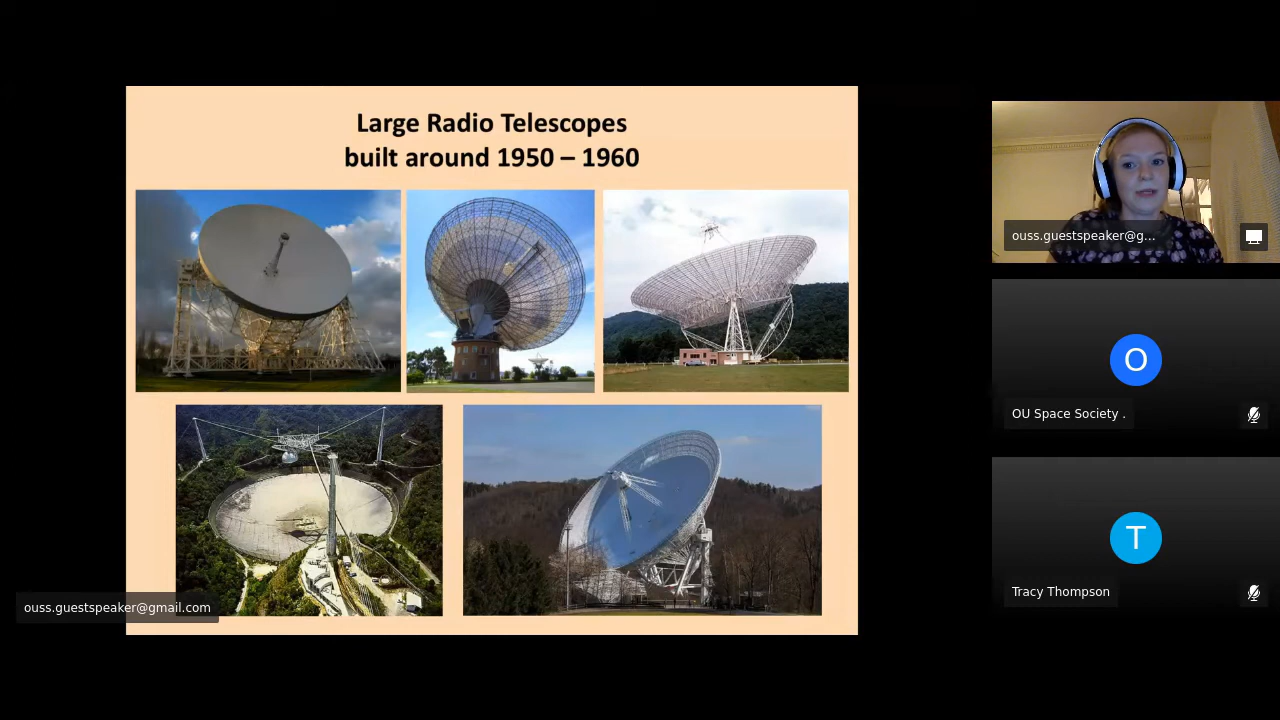 Large Radio Telescopes
built around 1950 – 1960
ouss.guestspeaker@gmail.com
ouss.guestspeaker@g...
O
OU Space Society .
T
Tracy Thompson